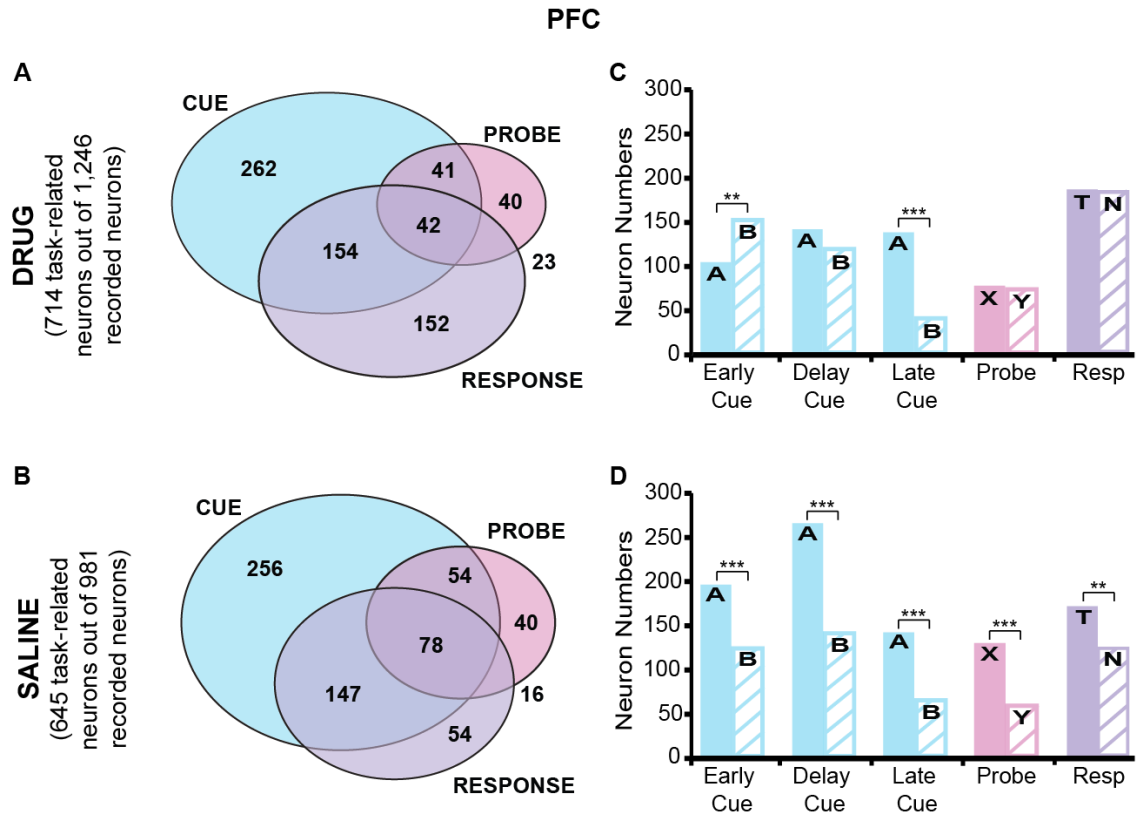 PFC
A
DRUG
(714 task-related
neurons out of 1,246
recorded neurons)
CUE
PROBE
RESPONSE
262
41
40
42
154
23
152
C
Neuron Numbers
300
250
200
150
100
50
0
**
***
A
B
A
B
A
B
X
Y
T
N
Early
Cue
Delay
Cue
Late
Cue
Probe
Resp
B
SALINE
(645 task-related
neurons out of 981
recorded neurons)
CUE
PROBE
RESPONSE
256
54
40
78
147
16
54
D
Neuron Numbers
300
250
200
150
100
50
0
***
***
***
***
**
A
B
A
B
A
B
X
Y
T
N
Early
Cue
Delay
Cue
Late
Cue
Probe
Resp